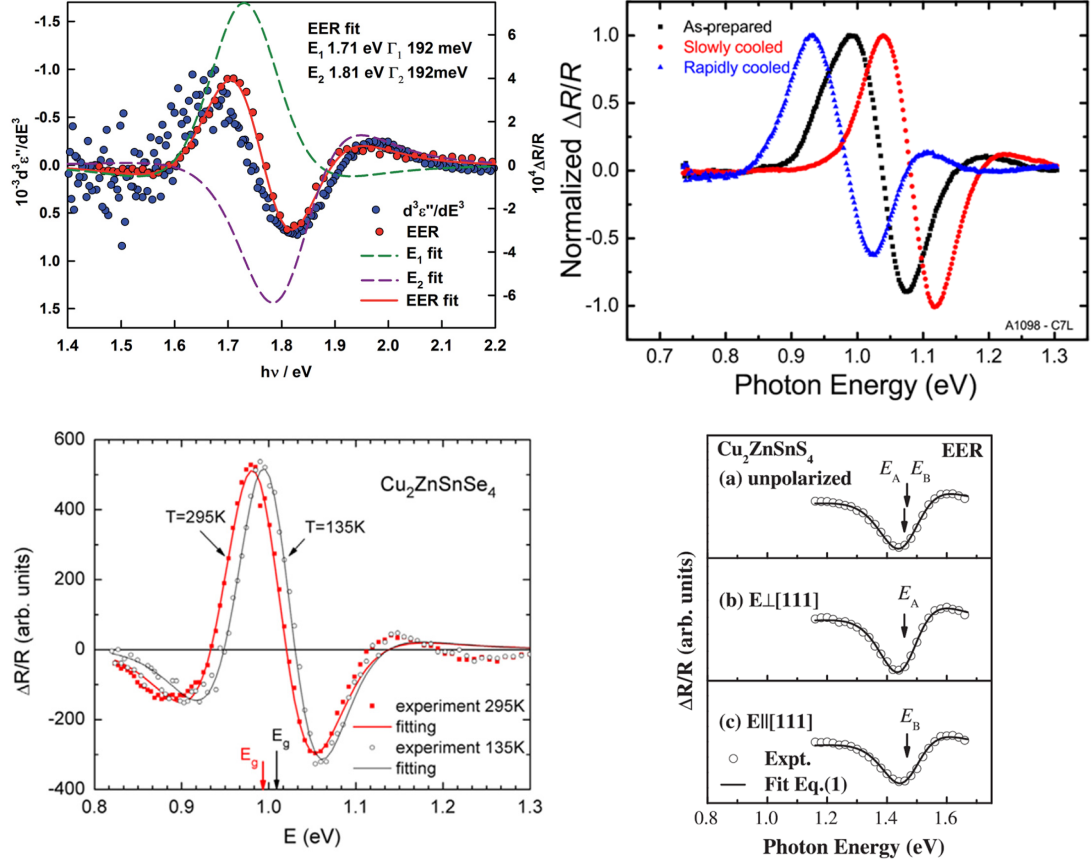 -1.5
-1.0
-0.5
0.0
0.5
1.0
1.5
10⁻³d³ε"/dE³
EER fit
E₁ 1.71 eV Γ₁ 192 meV
E₂ 1.81 eV Γ₂ 192meV
d³ε"/dE³
EER
E₁ fit
E₂ fit
EER fit
6
4
2
0
-2
-4
-6
10⁴ΔR/R
1.4 1.5 1.6 1.7 1.8 1.9 2.0 2.1 2.2
hν / eV
1.0
0.5
0.0
-0.5
-1.0
Normalized ΔR/R
As-prepared
Slowly cooled
Rapidly cooled
A1098 - C7L
0.7 0.8 0.9 1.0 1.1 1.2 1.3
Photon Energy (eV)
600
400
200
0
-200
-400
ΔR/R (arb. units)
Cu₂ZnSnSe₄
T=295K
T=135K
experiment 295K
fitting
experiment 135K
fitting
E_g
E_g
0.8 0.9 1.0 1.1 1.2 1.3
E (eV)
Cu₂ZnSnS₄ EER
(a) unpolarized
E_A E_B
(b) E⊥[111]
E_A
(c) E∥[111]
E_B
Expt.
Fit Eq.(1)
ΔR/R (arb. units)
0.8 1.0 1.2 1.4 1.6
Photon Energy (eV)